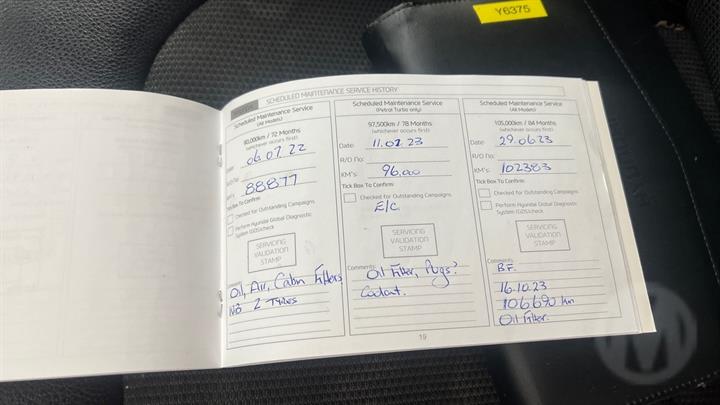 Y6375
SCHEDULED MAINTENANCE SERVICE HISTORY
Scheduled Maintenance Service
(All Models)
90,000km / 72 Months
(whichever occurs first)
Date: 06.07.22
R/O No:
KM's: 88877
Tick Box To Confirm:
Checked for Outstanding Campaigns
Perform Hyundai Global Diagnostic
System (GDS)check
SERVICING
VALIDATION
STAMP
Comments:
Oil, Air, Cabin Filters
2 Tyres
Scheduled Maintenance Service
(Petrol Turbo only)
97,500km / 78 Months
(whichever occurs first)
Date: 11.02.23
R/O No:
KM's: 96,00
Tick Box To Confirm:
Checked for Outstanding Campaigns
E/C
SERVICING
VALIDATION
STAMP
Comments: Oil Filter, Plugs?
Coolant.
Scheduled Maintenance Service
(All Models)
105,000km / 84 Months
(whichever occurs first)
Date: 29.06.23
R/O No:
KM's: 102383
Tick Box To Confirm:
Checked for Outstanding Campaigns
Perform Hyundai Global Diagnostic
System (GDS)check
SERVICING
VALIDATION
STAMP
Comments:
B.F.
16.10.23
106690 km
Oil Filter.
19
HYUNDAI
M